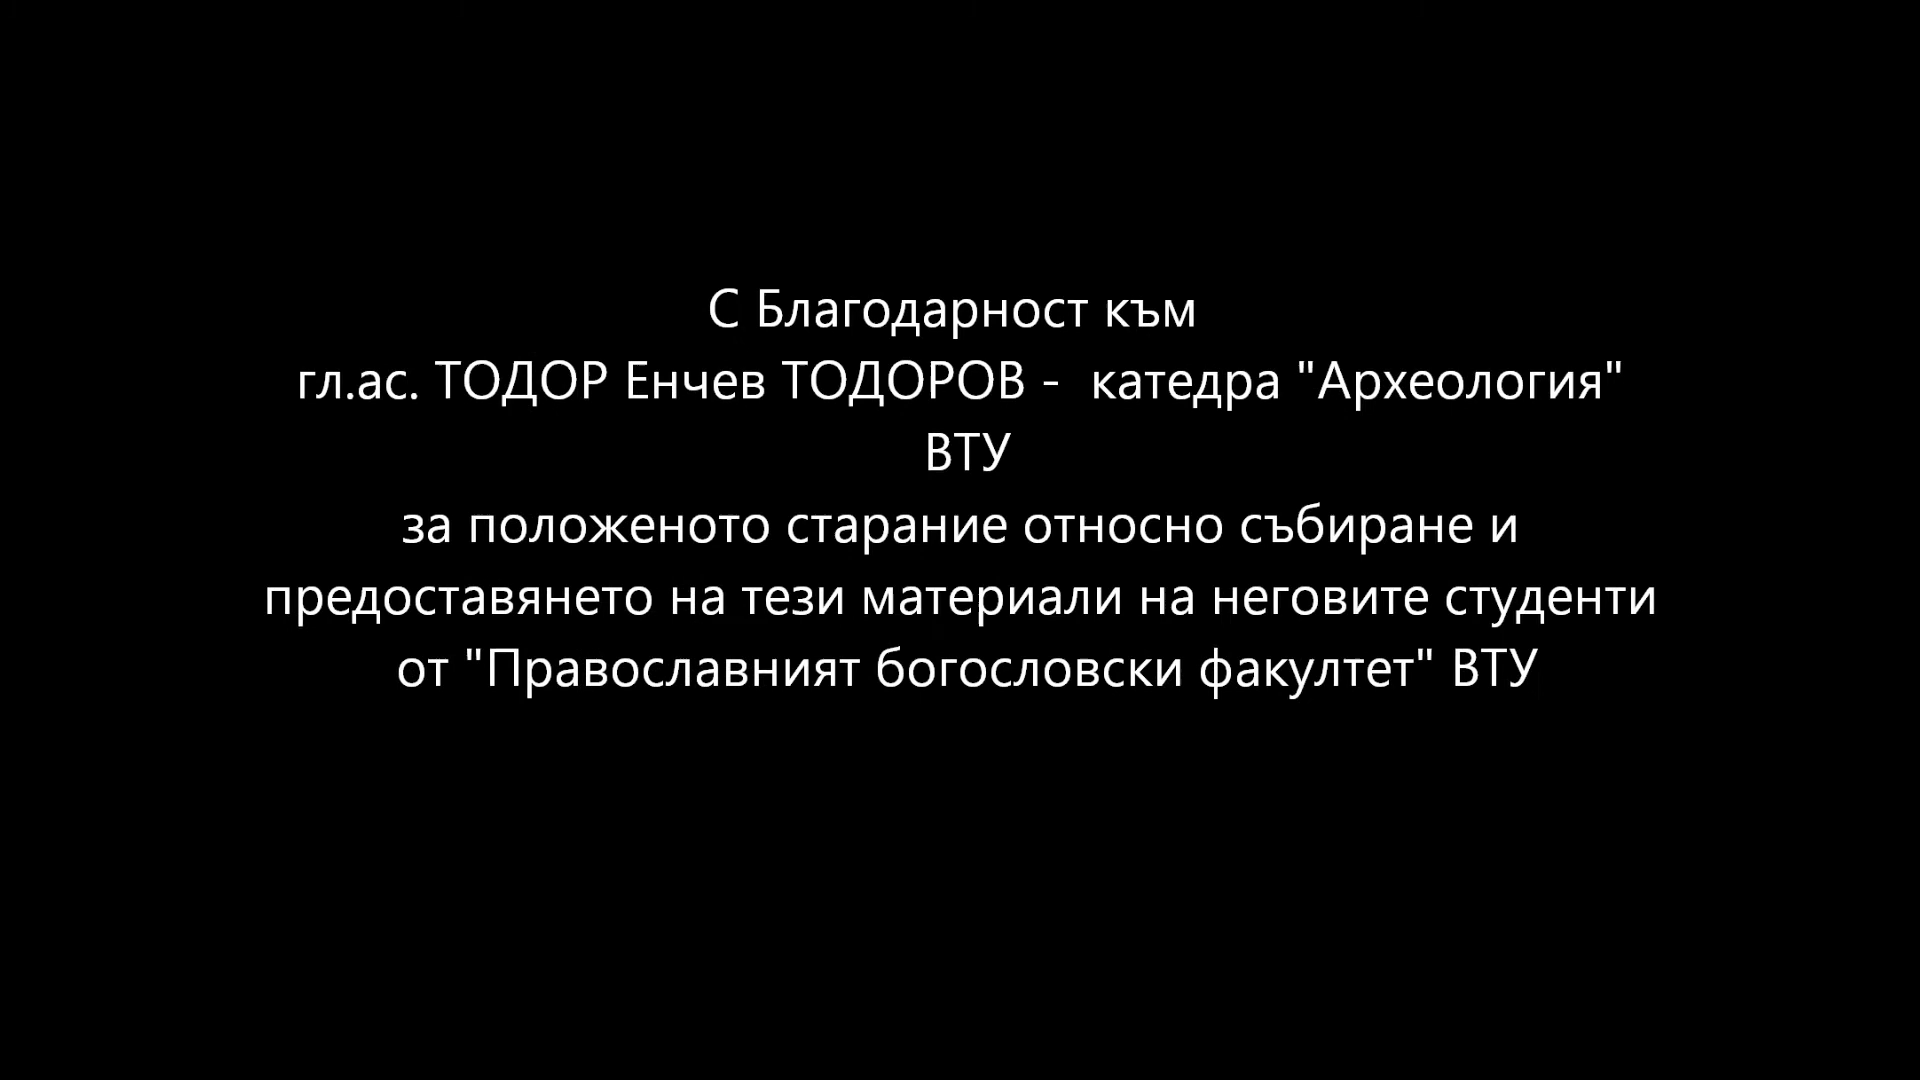 С Благодарност към
гл.ас. ТОДОР Енчев ТОДОРОВ -  катедра "Археология"
ВТУ
за положеното старание относно събиране и
предоставянето на тези материали на неговите студенти
от "Православният богословски факултет" ВТУ